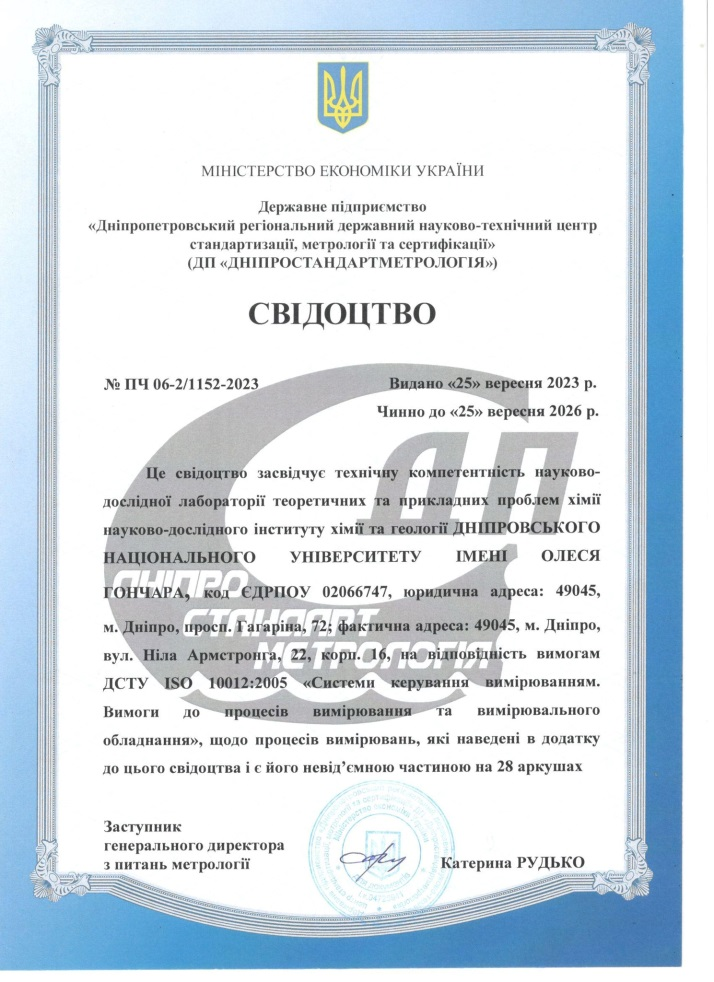 МІНІСТЕРСТВО ЕКОНОМІКИ УКРАЇНИ
Державне підприємство
«Дніпропетровський регіональний державний науково-технічний центр
стандартизації, метрології та сертифікації»
(ДП «ДНІПРОСТАНДАРТМЕТРОЛОГІЯ»)
СВІДОЦТВО
№ ПЧ 06-2/1152-2023 Видано «25» вересня 2023 р.
Чинно до «25» вересня 2026 р.
ДП
Це свідоцтво засвідчує технічну компетентність науково-
дослідної лабораторії теоретичних та прикладних проблем хімії
науково-дослідного інституту хімії та геології ДНІПРОВСЬКОГО
НАЦІОНАЛЬНОГО УНІВЕРСИТЕТУ ІМЕНІ ОЛЕСЯ
ГОНЧАРА, код ЄДРПОУ 02066747, юридична адреса: 49045,
м. Дніпро, просп. Гагаріна, 72; фактична адреса: 49045, м. Дніпро,
вул. Ніла Армстронга, 22, корп. 16, на відповідність вимогам
ДСТУ ISO 10012:2005 «Системи керування вимірюванням.
Вимоги до процесів вимірювання та вимірювального
обладнання», щодо процесів вимірювань, які наведені в додатку
до цього свідоцтва і є його невід’ємною частиною на 28 аркушах
ДНІПРО
СТАНДАРТ
МЕТРОЛОГІЯ
Заступник
генерального директора
з питань метрології Катерина РУДЬКО